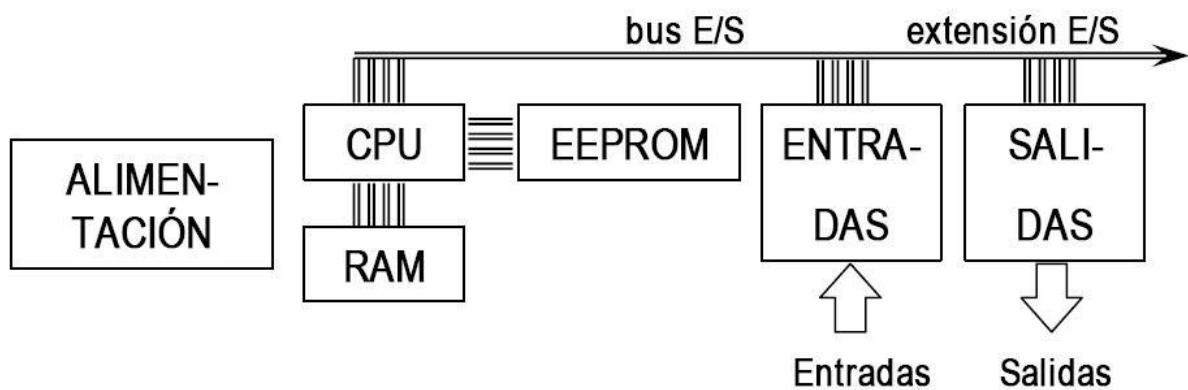 bus E/S
extensión E/S
CPU
EEPROM
ENTRA-
DAS
SALI-
DAS
ALIMEN-
TACIÓN
RAM
Entradas
Salidas